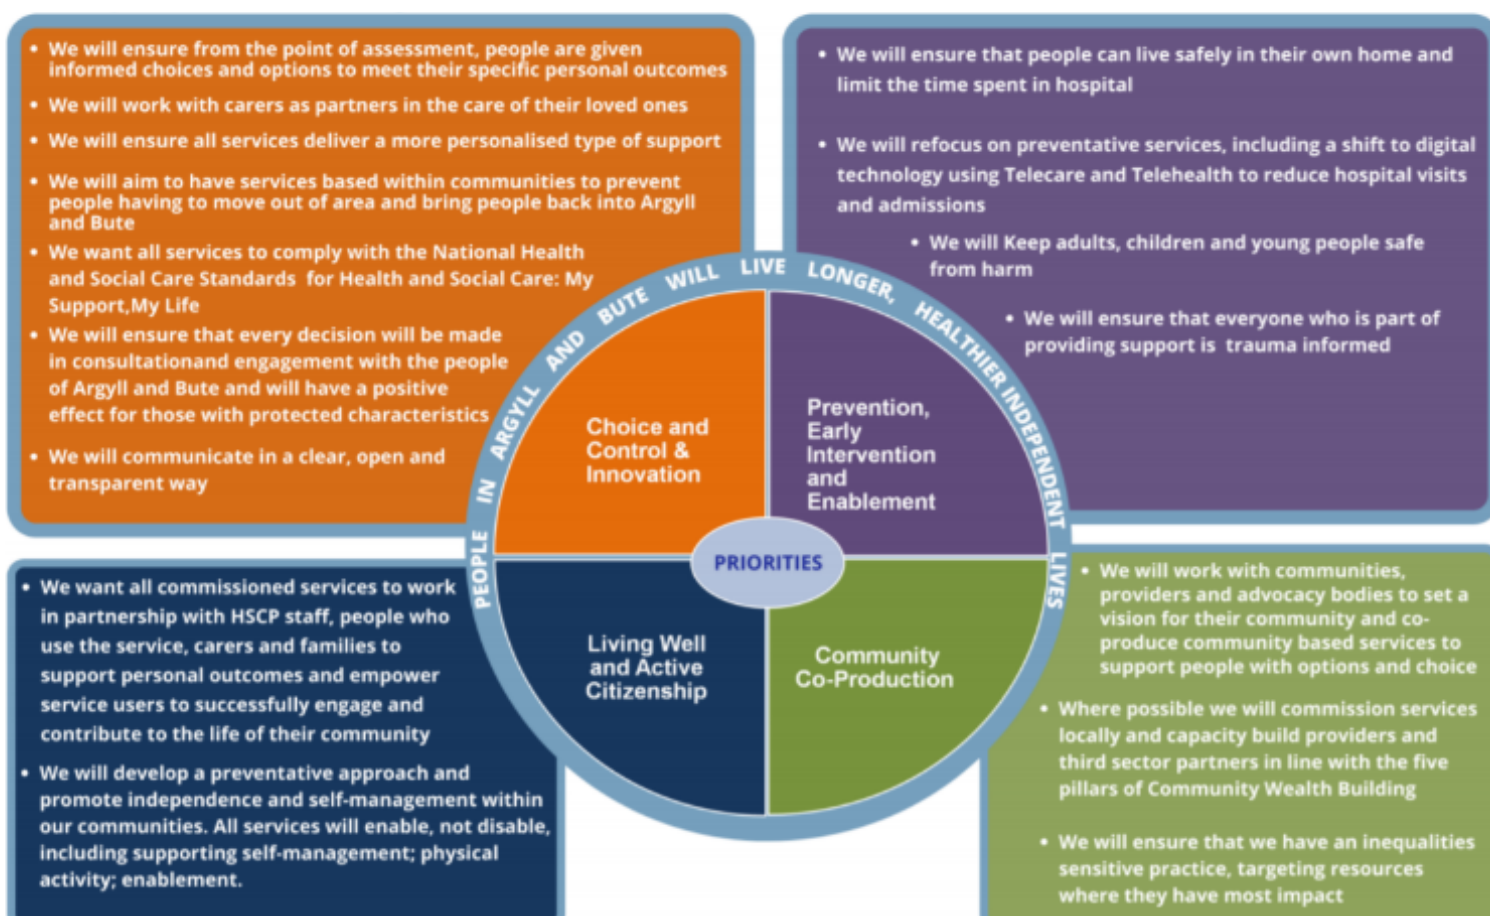 • We will ensure from the point of assessment, people are given
informed choices and options to meet their specific personal outcomes
• We will work with carers as partners in the care of their loved ones
• We will ensure all services deliver a more personalised type of support
• We will aim to have services based within communities to prevent
people having to move out of area and bring people back into Argyll
and Bute
• We want all services to comply with the National Health
and Social Care Standards for Health and Social Care: My
Support,My Life
• We will ensure that every decision will be made
in consultationand engagement with the people
of Argyll and Bute and will have a positive
effect for those with protected characteristics
• We will communicate in a clear, open and
transparent way
• We will ensure that people can live safely in their own home and
limit the time spent in hospital
• We will refocus on preventative services, including a shift to digital
technology using Telecare and Telehealth to reduce hospital visits
and admissions
• We will Keep adults, children and young people safe
from harm
• We will ensure that everyone who is part of
providing support is trauma informed
PEOPLE IN ARGYLL AND BUTE WILL LIVE LONGER, HEALTHIER INDEPENDENT LIVES
Choice and
Control &
Innovation
Prevention,
Early
Intervention
and
Enablement
PRIORITIES
Living Well
and Active
Citizenship
Community
Co-Production
• We want all commissioned services to work
in partnership with HSCP staff, people who
use the service, carers and families to
support personal outcomes and empower
service users to successfully engage and
contribute to the life of their community
• We will develop a preventative approach and
promote independence and self-management within
our communities. All services will enable, not disable,
including supporting self-management; physical
activity; enablement.
• We will work with communities,
providers and advocacy bodies to set a
vision for their community and co-
produce community based services to
support people with options and choice
• Where possible we will commission services
locally and capacity build providers and
third sector partners in line with the five
pillars of Community Wealth Building
• We will ensure that we have an inequalities
sensitive practice, targeting resources
where they have most impact